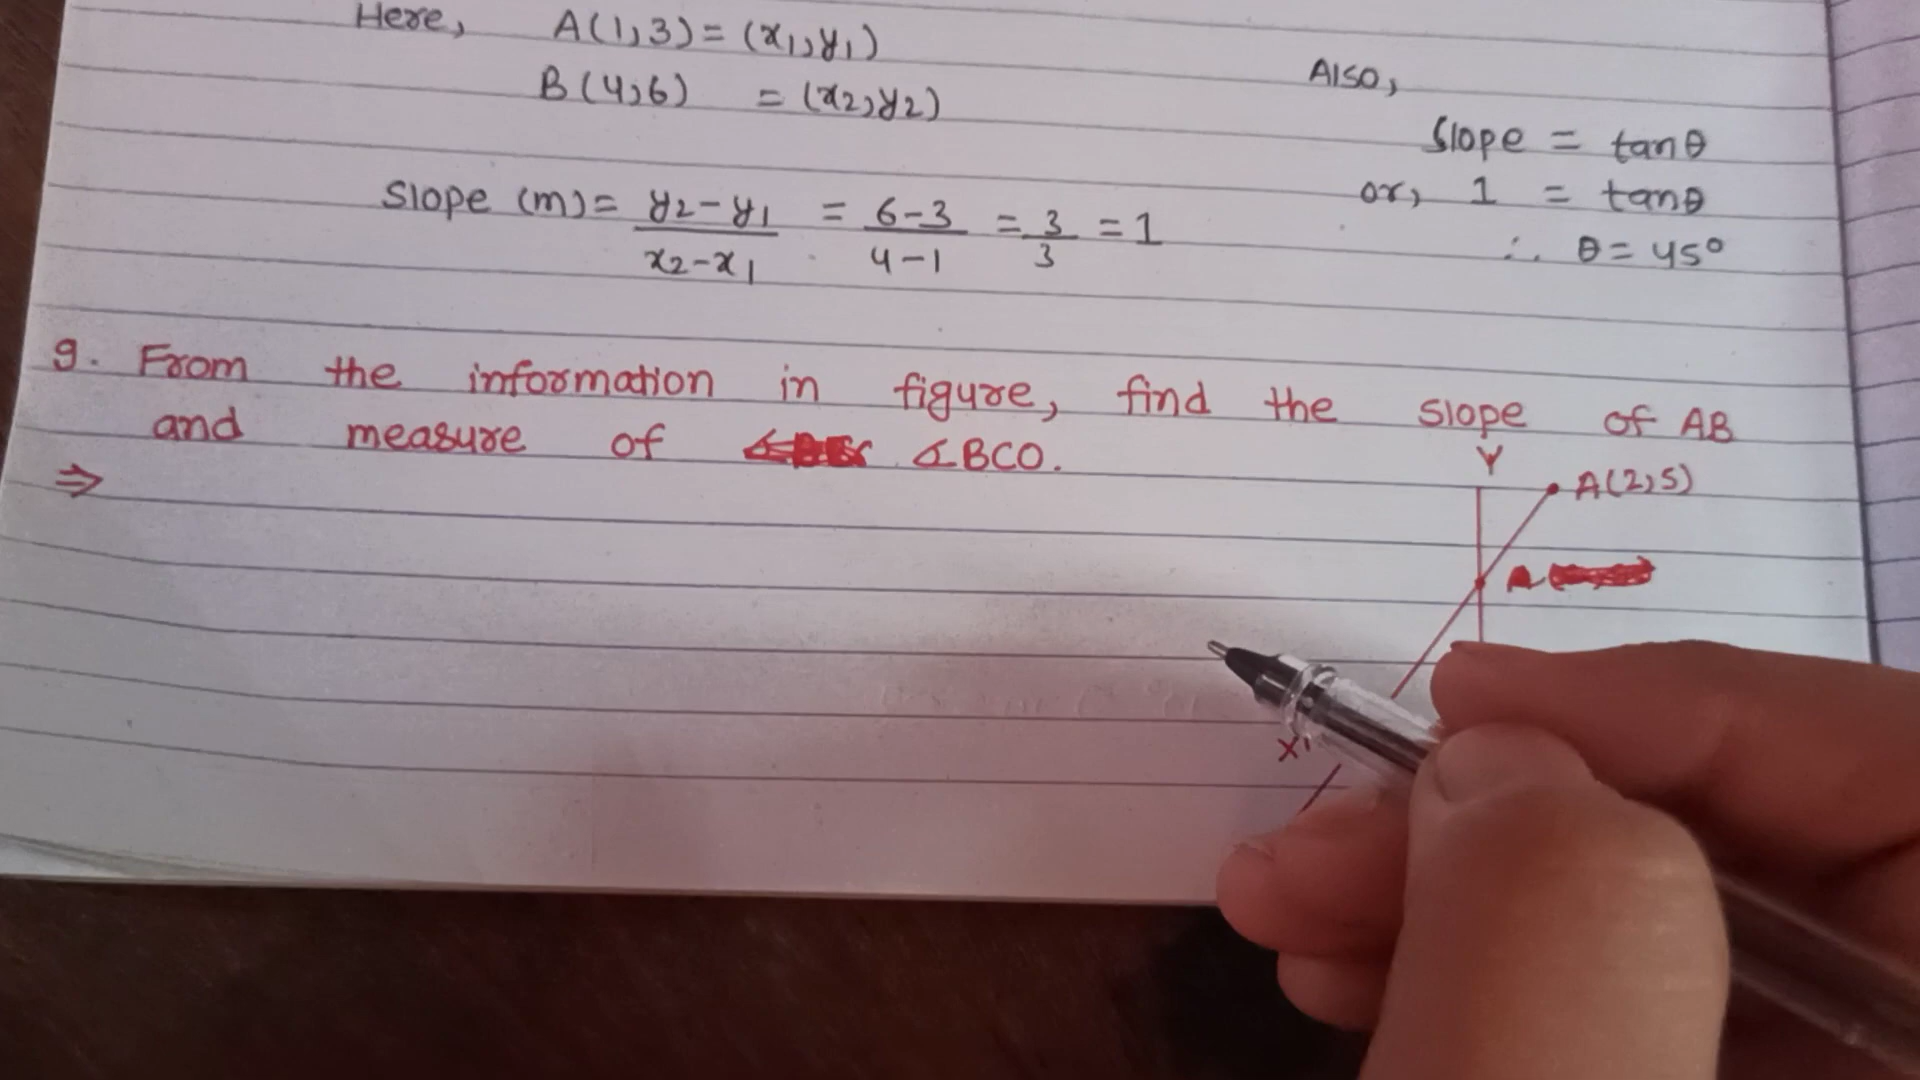 Here, A(1,3) = (x₁,y₁)
B(4,6) = (x₂,y₂)
Slope (m) = y₂-y₁/x₂-x₁ = 6-3/4-1 = 3/3 = 1
Also,
Slope = tanθ
or, 1 = tanθ
∴ θ = 45°
9. From the information in figure, find the slope of AB
and measure of ∡BCO.
⇒
Y
A(2,5)
X'